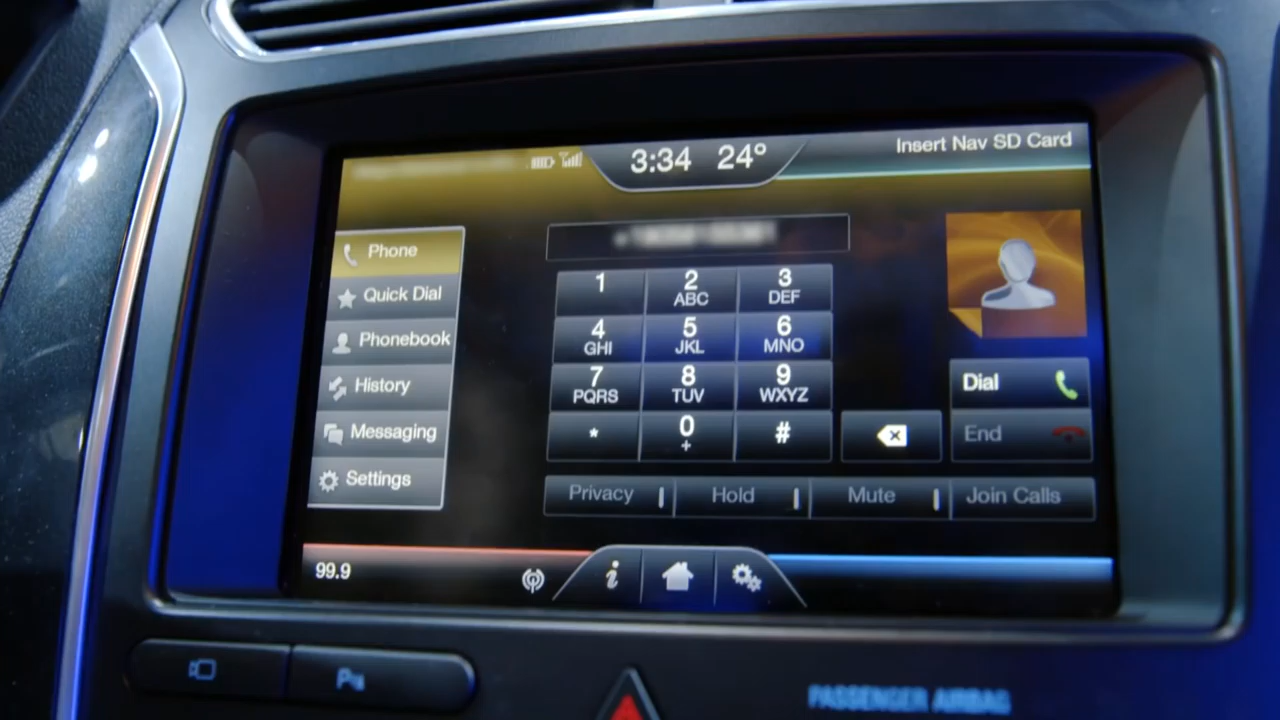 3:34 24°
Insert Nav SD Card
Phone
Quick Dial
Phonebook
History
Messaging
Settings
1
2
ABC
3
DEF
4
GHI
5
JKL
6
MNO
7
PQRS
8
TUV
9
WXYZ
*
0
+
#
Dial
End
Privacy
Hold
Mute
Join Calls
99.9
i
P
PASSENGER AIRBAG